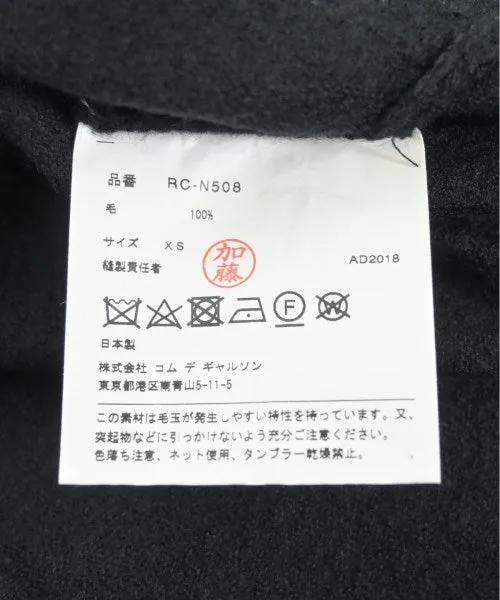 品番 RC-N508
毛 100%
サイズ XS
縫製責任者 加藤 AD2018
F W
日本製
株式会社 コム デ ギャルソン
東京都港区南青山5-11-5
この素材は毛玉が発生しやすい特性を持っています。又、
突起物などに引っかけないよう充分ご注意ください。
色落ち注意、ネット使用、タンブラー乾燥禁止。